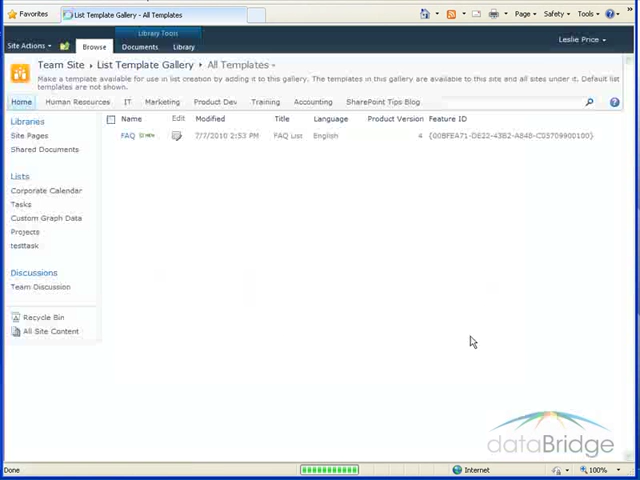 Favorites
List Template Gallery - All Templates
Page
Safety
Tools
Site Actions
Browse
Library Tools
Documents
Library
Leslie Price
Team Site
List Template Gallery
All Templates
Make a template available for use in list creation by adding it to this gallery. The templates in this gallery are available to this site and all sites under it. Default list
templates are not shown.
Home
Human Resources
IT
Marketing
Product Dev
Training
Accounting
SharePoint Tips Blog
Libraries
Site Pages
Shared Documents
Lists
Corporate Calendar
Tasks
Custom Graph Data
Projects
testtask
Discussions
Team Discussion
Recycle Bin
All Site Content
Name Edit Modified Title Language Product Version Feature ID
FAQ NEW 7/7/2010 2:53 PM FAQ List English 4
dataBridge
Done
Internet
100%